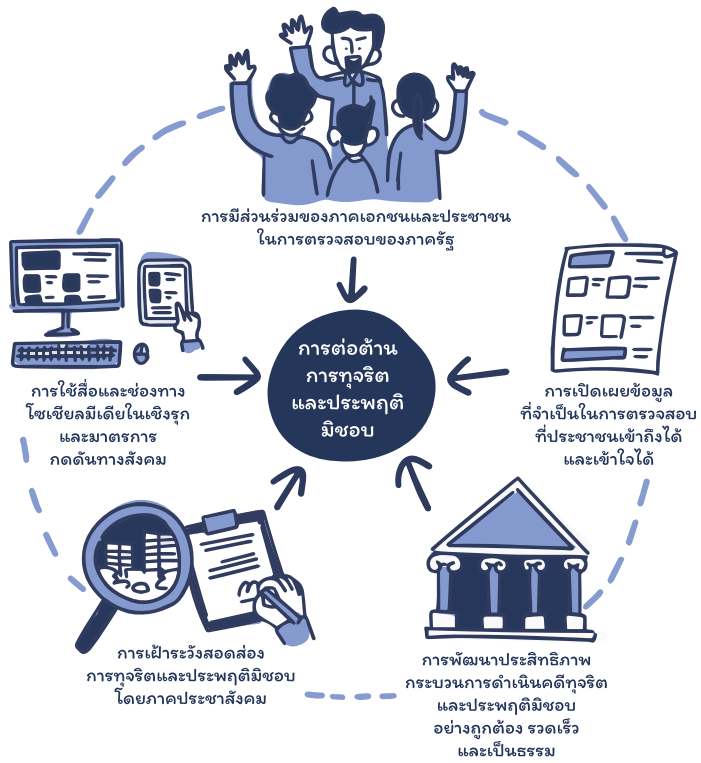 การมีส่วนร่วมของภาคเอกชนและประชาชน
ในการตรวจสอบของภาครัฐ
การต่อต้าน
การทุจริต
และประพฤติ
มิชอบ
การใช้สื่อและช่องทาง
โซเชียลมีเดียในเชิงรุก
และมาตรการ
กดดันทางสังคม
การเปิดเผยข้อมูล
ที่จำเป็นในการตรวจสอบ
ที่ประชาชนเข้าถึงได้
และเข้าใจได้
การเฝ้าระวังสอดส่อง
การทุจริตและประพฤติมิชอบ
โดยภาคประชาสังคม
การพัฒนาประสิทธิภาพ
กระบวนการดำเนินคดีทุจริต
และประพฤติมิชอบ
อย่างถูกต้อง รวดเร็ว
และเป็นธรรม